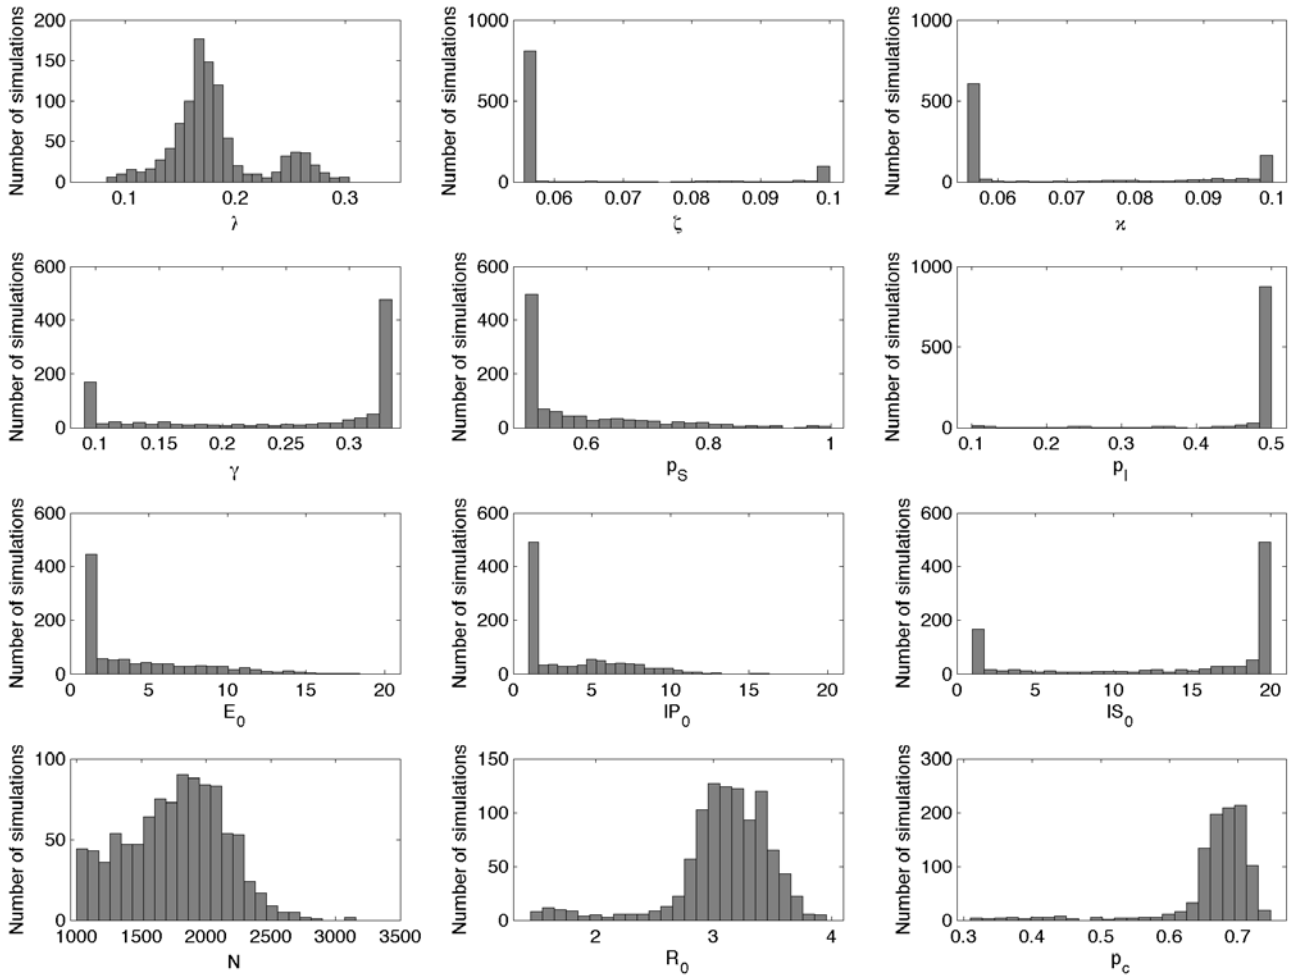 Number of simulations
200
150
100
50
0
0.1 0.2 0.3
λ
Number of simulations
1000
500
0
0.06 0.07 0.08 0.09 0.1
ζ
Number of simulations
1000
500
0
0.06 0.07 0.08 0.09 0.1
ϰ
Number of simulations
600
400
200
0
0.1 0.15 0.2 0.25 0.3
γ
Number of simulations
600
400
200
0
0.6 0.8 1
p_S
Number of simulations
1000
500
0
0.1 0.2 0.3 0.4 0.5
p_I
Number of simulations
600
400
200
0
0 5 10 15 20
E_0
Number of simulations
600
400
200
0
0 5 10 15 20
IP_0
Number of simulations
600
400
200
0
0 5 10 15 20
IS_0
Number of simulations
100
50
0
1000 1500 2000 2500 3000 3500
N
Number of simulations
150
100
50
0
2 3 4
R_0
Number of simulations
300
200
100
0
0.3 0.4 0.5 0.6 0.7
p_c